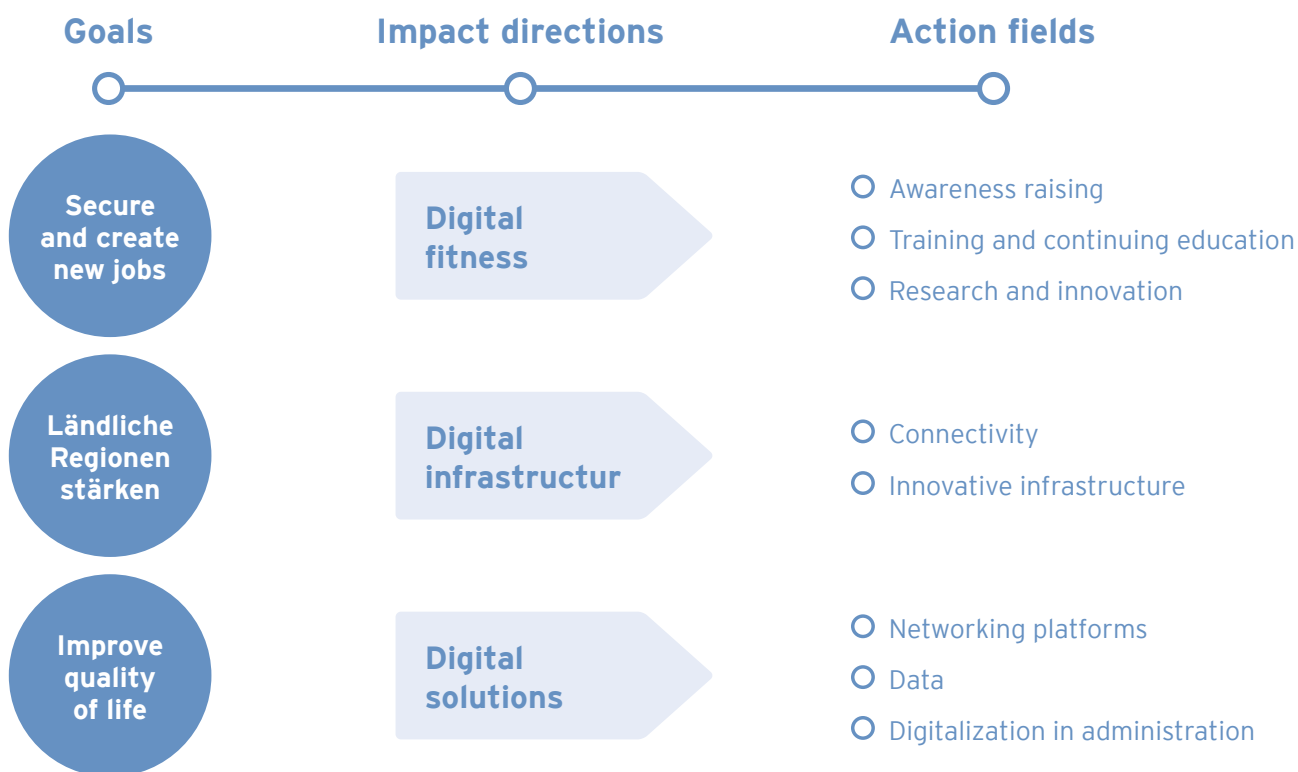 Goals
Impact directions
Action fields
Secure
and create
new jobs
Digital
fitness
Awareness raising
Training and continuing education
Research and innovation
Ländliche
Regionen
stärken
Digital
infrastructur
Connectivity
Innovative infrastructure
Improve
quality
of life
Digital
solutions
Networking platforms
Data
Digitalization in administration